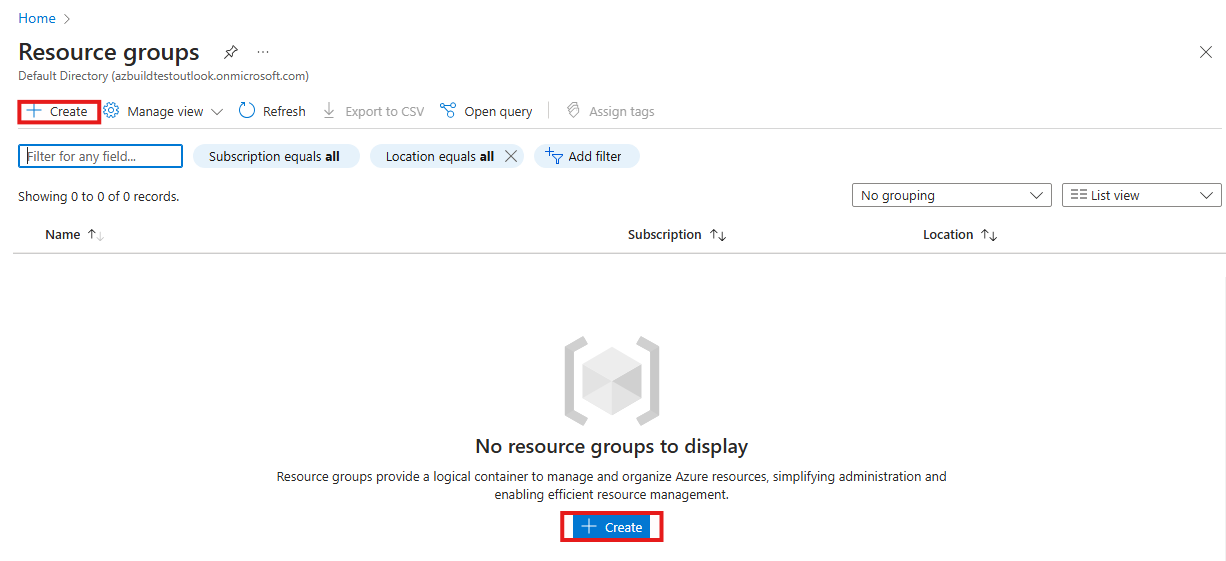 Home
Resource groups
Default Directory (azbuildtestoutlook.onmicrosoft.com)
Create Manage view Refresh Export to CSV Open query Assign tags
Filter for any field... Subscription equals all Location equals all Add filter
Showing 0 to 0 of 0 records. No grouping List view
Name Subscription Location
No resource groups to display
Resource groups provide a logical container to manage and organize Azure resources, simplifying administration and
enabling efficient resource management.
Create